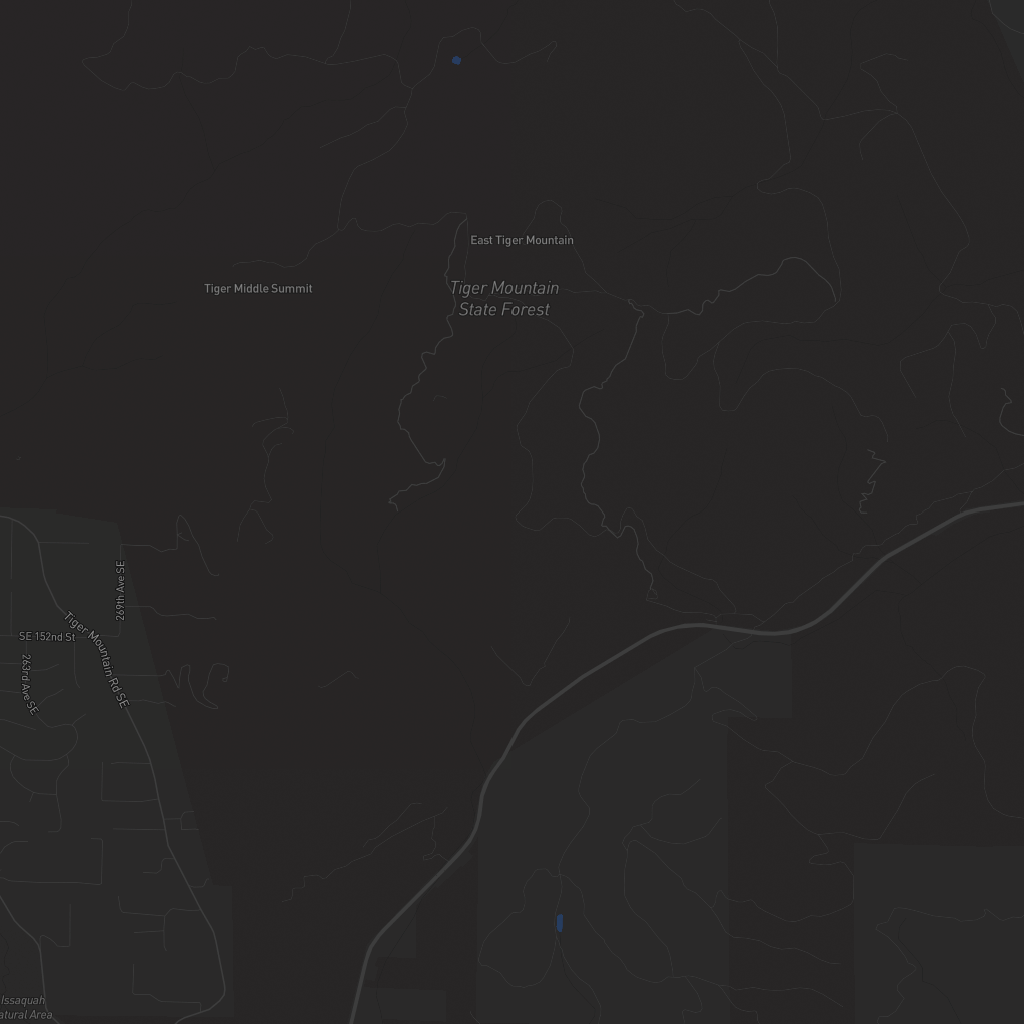 East Tiger Mountain
Tiger Middle Summit
Tiger Mountain
State Forest
269th Ave SE
Tiger Mountain Rd SE
SE 152nd St
263rd Ave SE
Issaquah
atural Area